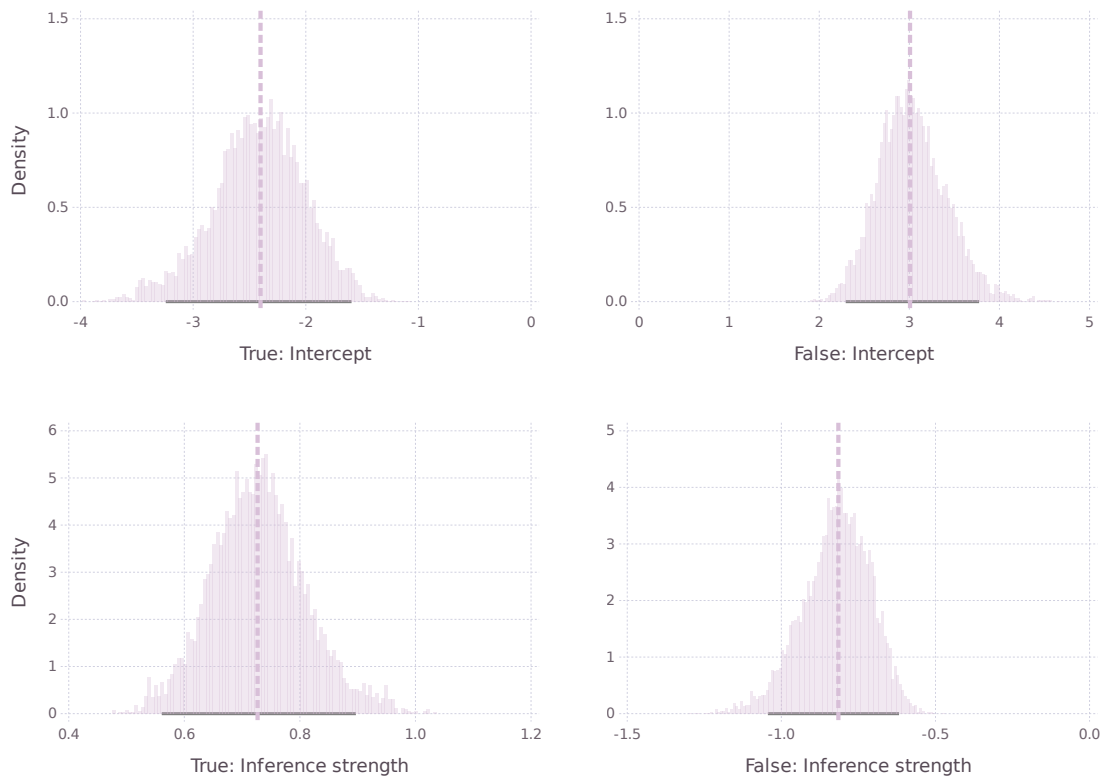 1.5
1.0
0.5
0.0
Density
-4 -3 -2 -1 0
True: Intercept
1.5
1.0
0.5
0.0
0 1 2 3 4 5
False: Intercept
6
5
4
3
2
1
0
Density
0.4 0.6 0.8 1.0 1.2
True: Inference strength
5
4
3
2
1
0
-1.5 -1.0 -0.5 0.0
False: Inference strength